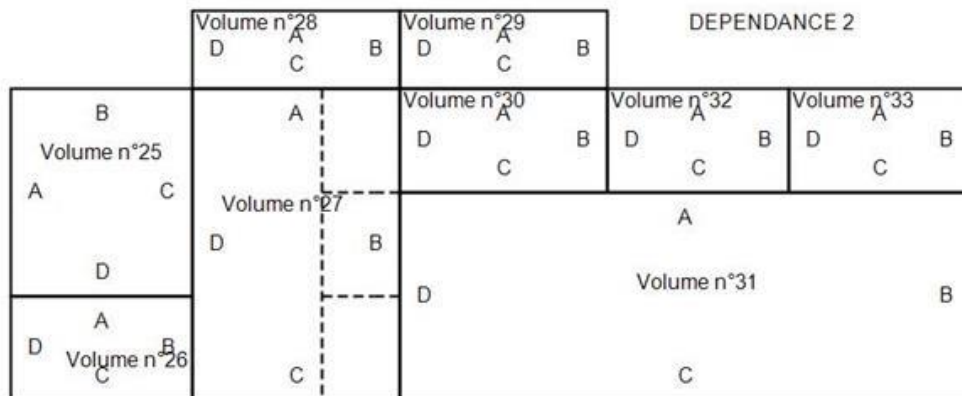 Volume n°28
A
D
B
C
Volume n°29
A
D
B
C
DEPENDANCE 2
B
Volume n°25
A
C
D
A
Volume n°27
D
B
C
Volume n°30
A
D
B
C
Volume n°32
A
D
B
C
Volume n°33
A
D
B
C
A
D
B
Volume n°26
C
A
Volume n°31
D
B
C